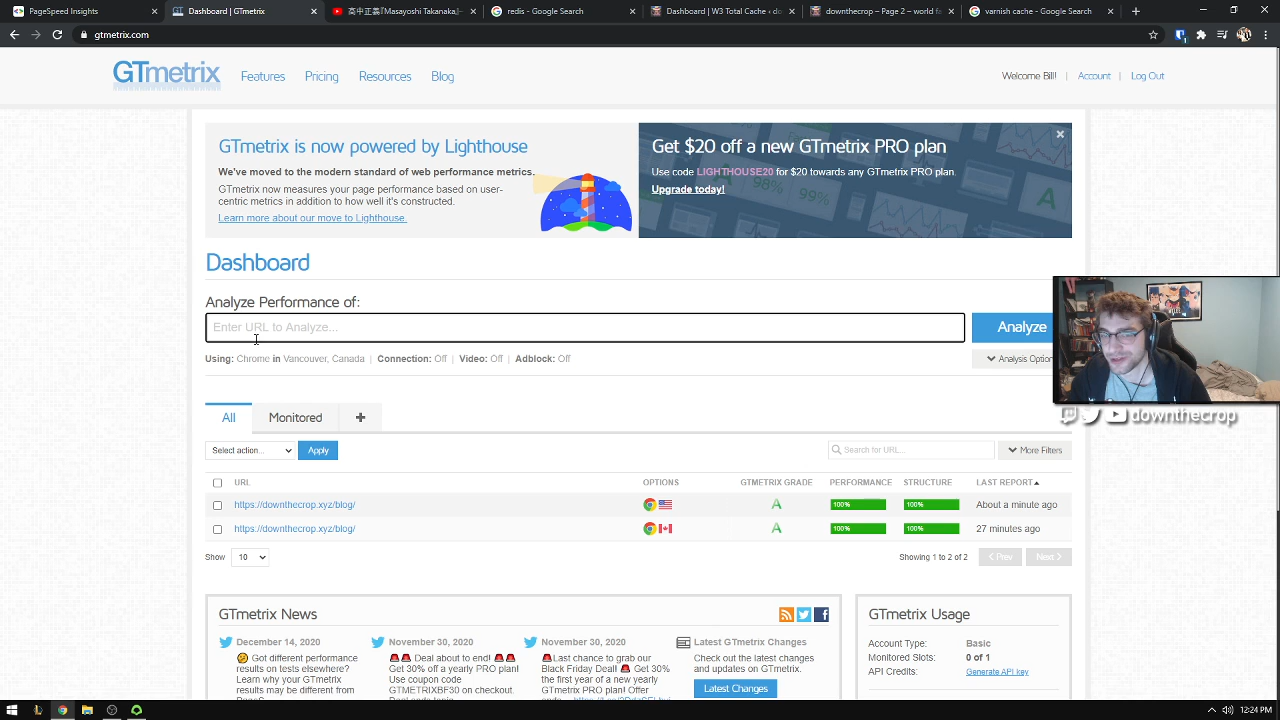 PageSpeed Insights
Dashboard | GTmetrix
高中正義『Masayoshi Takanaka』-
redis - Google Search
Dashboard | W3 Total Cache ‹ do
downthecrop – Page 2 – world fa
varnish cache - Google Search
gtmetrix.com
GTmetrix
Features
Pricing
Resources
Blog
Welcome Bill!
Account
Log Out
GTmetrix is now powered by Lighthouse
We've moved to the modern standard of web performance metrics.
GTmetrix now measures your page performance based on user-
centric metrics in addition to how well it's constructed.
Learn more about our move to Lighthouse.
Get $20 off a new GTmetrix PRO plan
Use code LIGHTHOUSE20 for $20 towards any GTmetrix PRO plan.
Upgrade today!
98%
99%
A
Dashboard
Analyze Performance of:
Enter URL to Analyze...
Analyze
Using: Chrome in Vancouver, Canada | Connection: Off | Video: Off | Adblock: Off
Analysis Option
downthecrop
All
Monitored
Select action...
Apply
Search for URL...
More Filters
URL
OPTIONS
GTMETRIX GRADE
PERFORMANCE
STRUCTURE
LAST REPORT
https://downthecrop.xyz/blog/
A
100%
100%
About a minute ago
https://downthecrop.xyz/blog/
A
100%
100%
27 minutes ago
Show
10
Showing 1 to 2 of 2
< Prev
Next >
GTmetrix News
December 14, 2020
Got different performance
results on tests elsewhere?
Learn why your GTmetrix
results may be different from
November 30, 2020
Deal about to end!
Get 30% off a yearly PRO plan!
Use coupon code
GTMETRIXBF30 on checkout.
November 30, 2020
Last chance to grab our
Black Friday Deal! Get 30%
the first year of a new yearly
GTmetrix PRO plan!Offer
Latest GTmetrix Changes
Check out the latest changes
and updates on GTmetrix.
Latest Changes
GTmetrix Usage
Account Type:
Basic
Monitored Slots:
0 of 1
API Credits:
Generate API key
12:24 PM